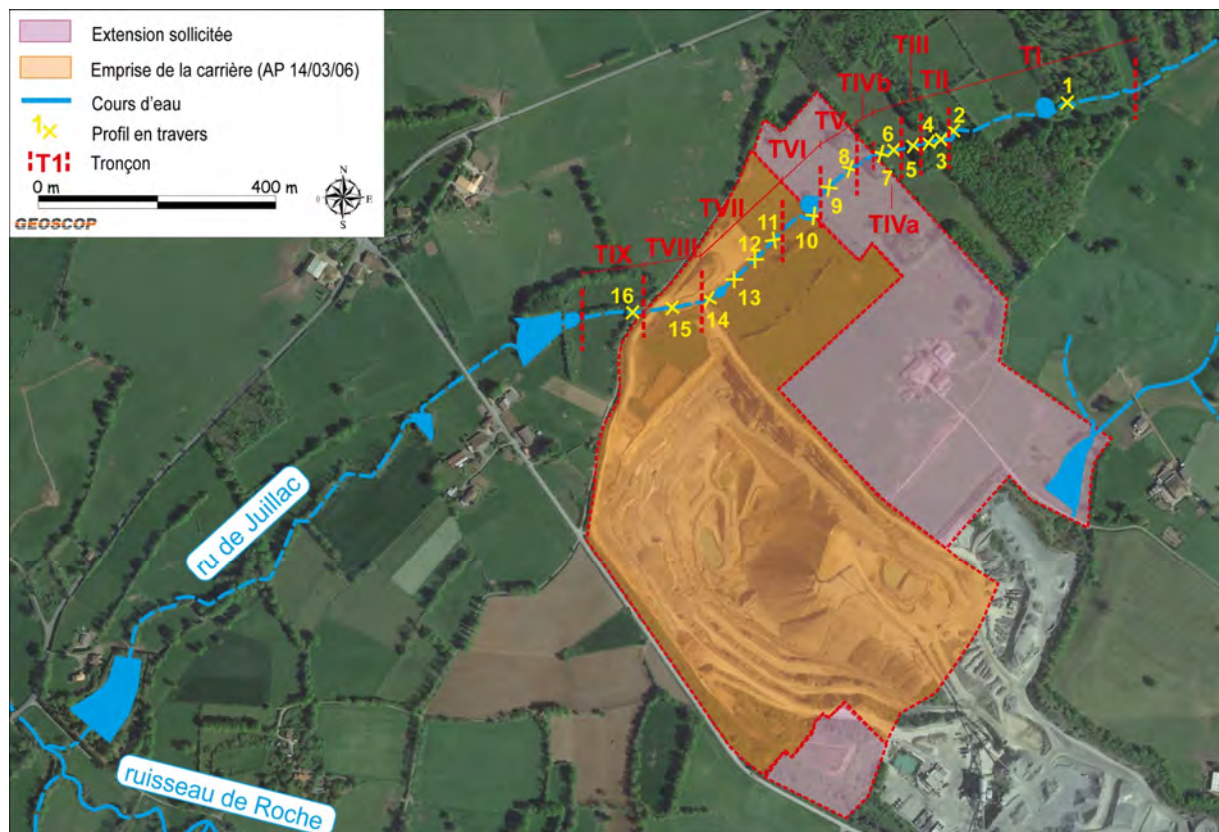 Extension sollicitée
Emprise de la carrière (AP 14/03/06)
Cours d'eau
1 Profil en travers
T1 Tronçon
0 m 400 m
N
O E
S
GEOSCOP
TI
TII
TIII
TIVb
TV
TVI
TIVa
TVII
TVIII
TIX
1
2
3
4
5
6
7
8
9
10
11
12
13
14
15
16
ru de Juillac
ruisseau de Roche